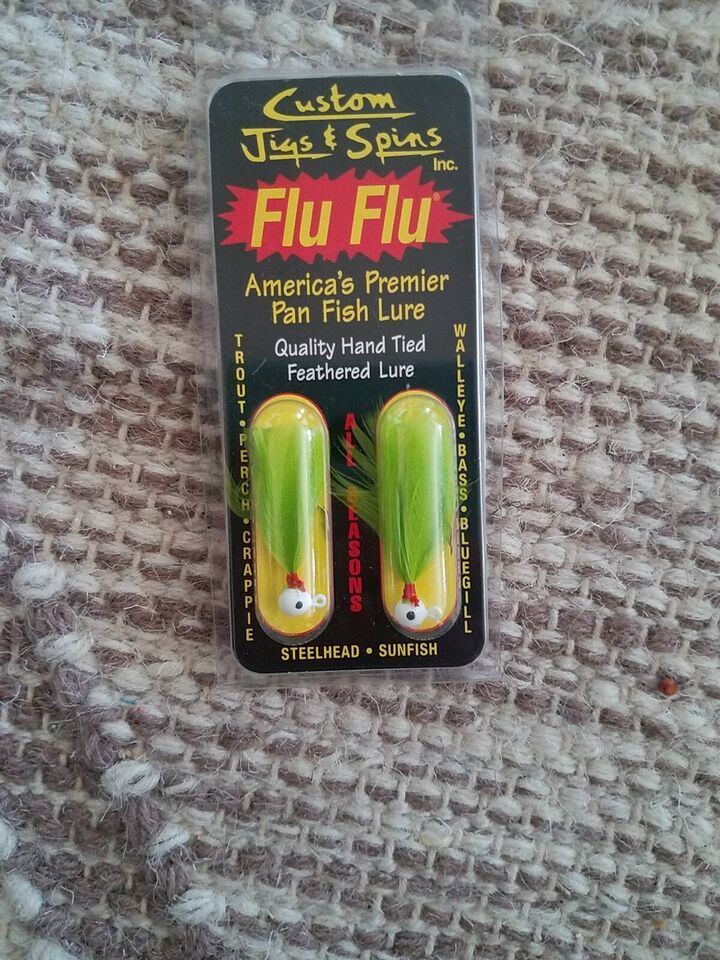 Custom
Jigs & Spins
Inc.
Flu Flu®
America's Premier
Pan Fish Lure
Quality Hand Tied
Feathered Lure
TROUT • PERCH • CRAPPIE
ALL SEASONS
WALLEYE • BASS • BLUEGILL
STEELHEAD • SUNFISH